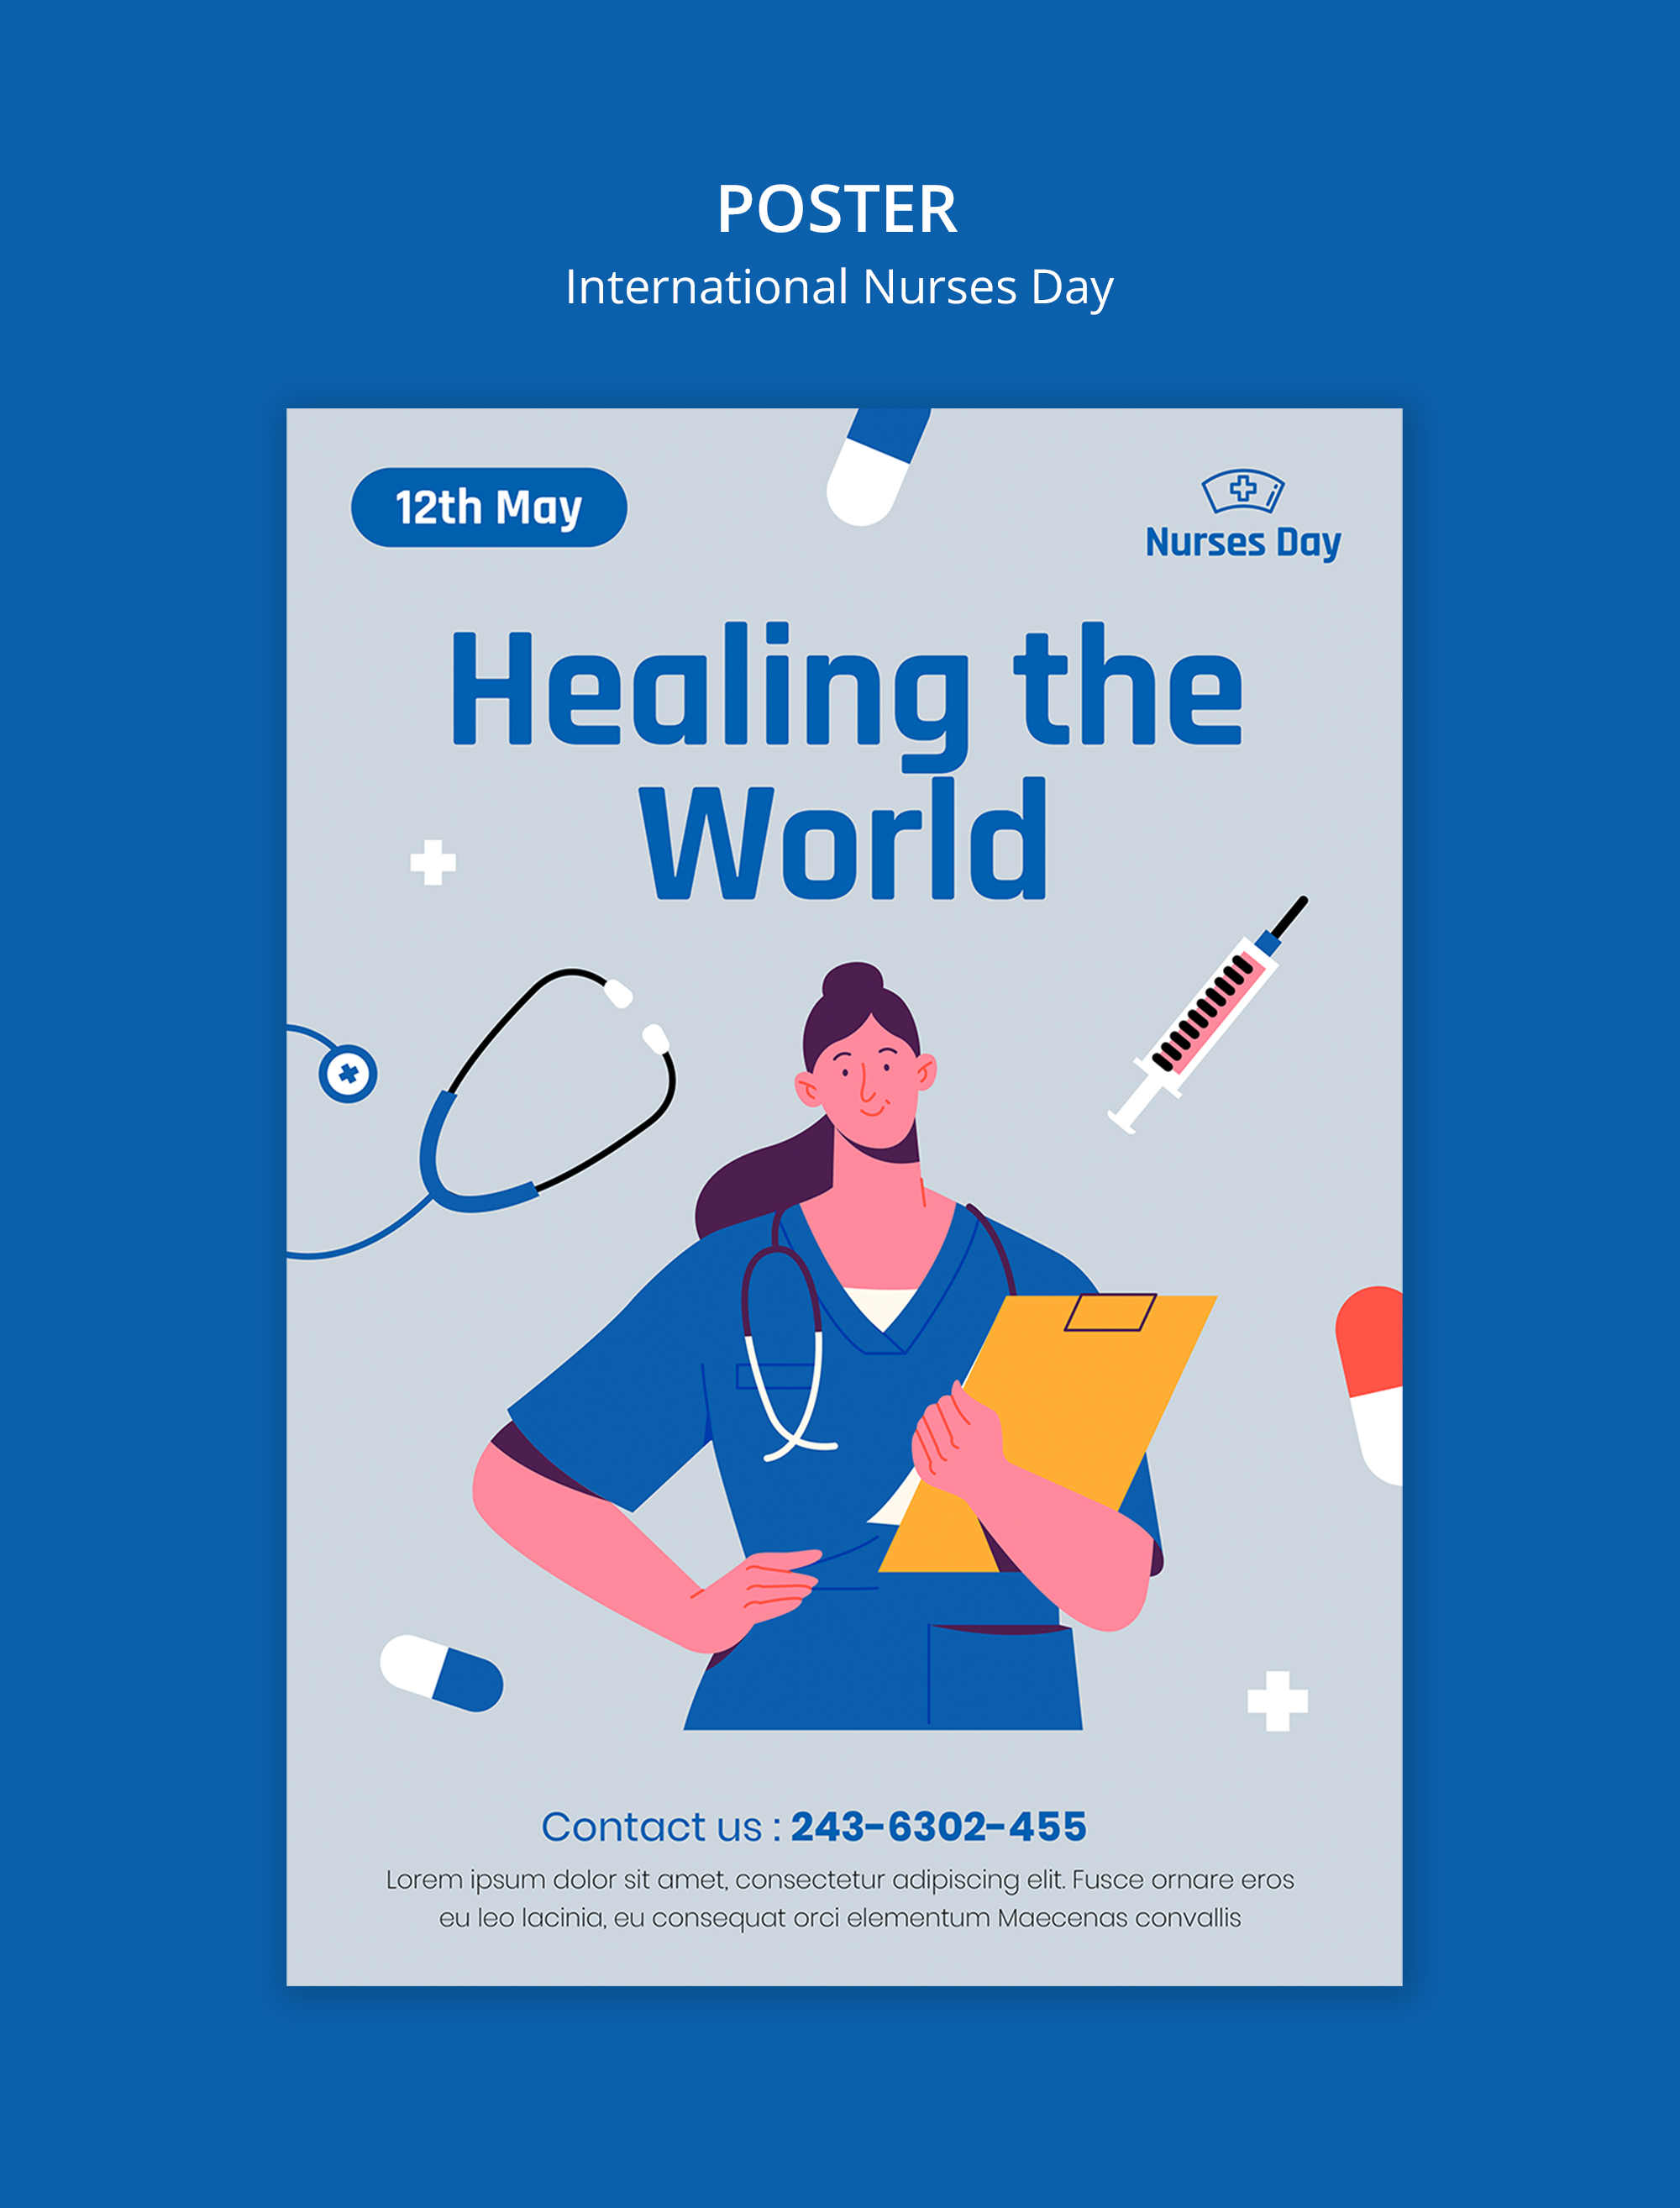 POSTER
International Nurses Day
12th May
Nurses Day
Healing the
World
Contact us : 243-6302-455
Lorem ipsum dolor sit amet, consectetur adipiscing elit. Fusce ornare eros
eu leo lacinia, eu consequat orci elementum Maecenas convallis